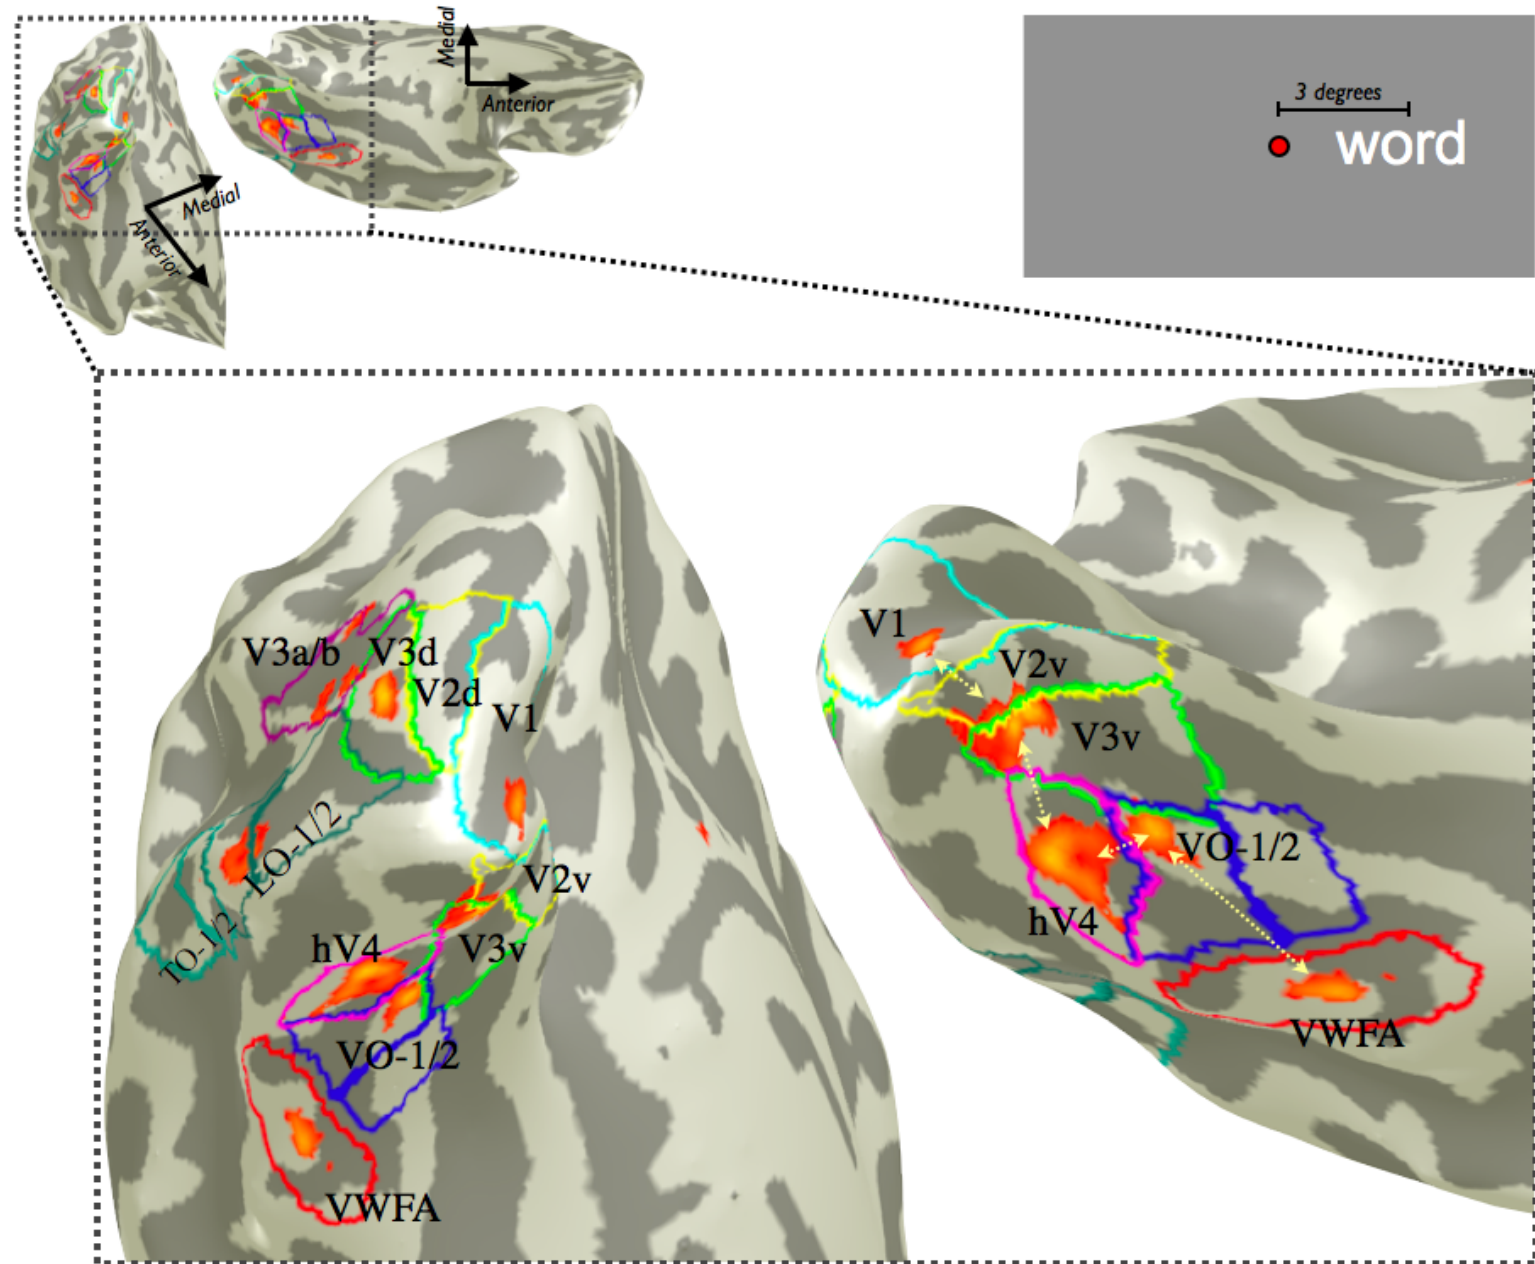 Medial
Anterior
Medial
Anterior
3 degrees
word
V3a/b
V3d
V2d
V1
LO-1/2
TO-1/2
V2v
hV4
V3v
VO-1/2
VWFA
V1
V2v
V3v
VO-1/2
hV4
VWFA